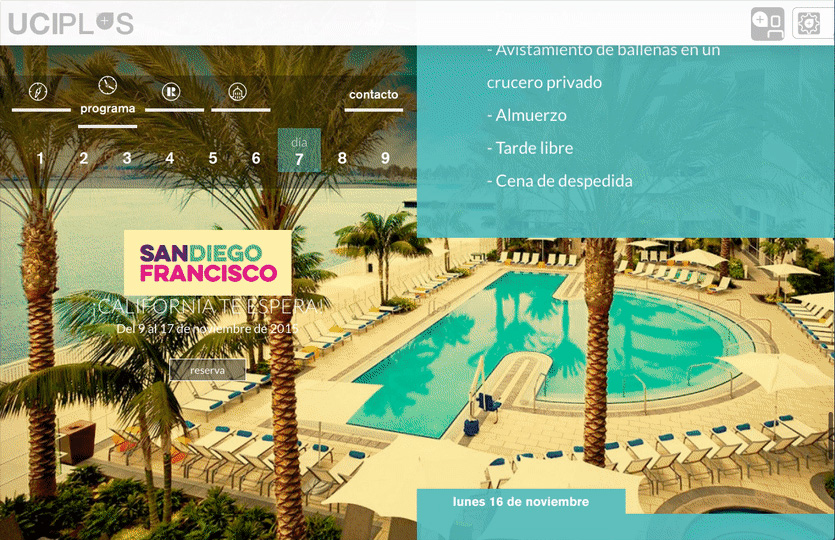 UCIPLUS
programa
contacto
día
1 2 3 4 5 6 7 8 9
SANDIEGO
FRANCISCO
¡CALIFORNIA TE ESPERA!
Del 9 al 17 de noviembre de 2015
reserva
- Avistamiento de ballenas en un
crucero privado
- Almuerzo
- Tarde libre
- Cena de despedida
lunes 16 de noviembre